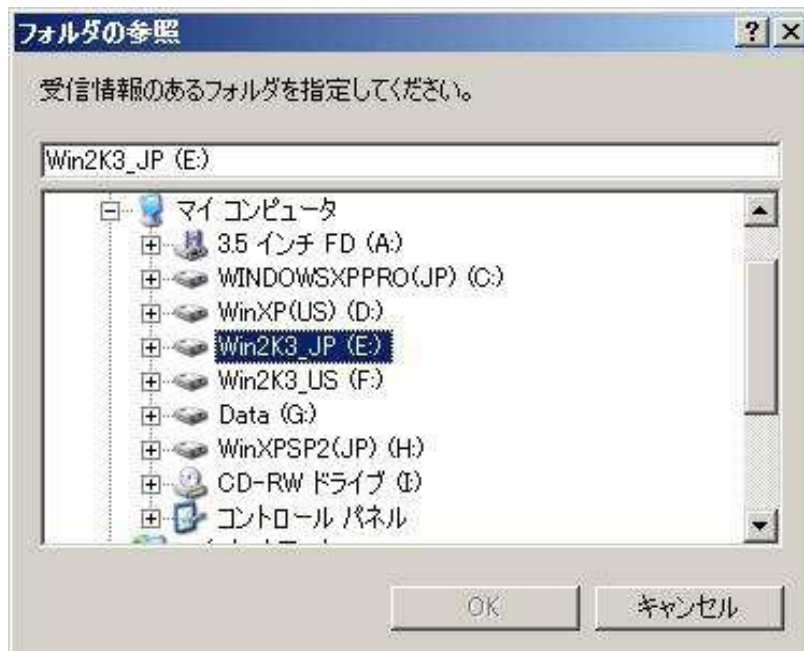 フォルダの参照
受信情報のあるフォルダを指定してください。
Win2K3_JP (E:)
マイ コンピュータ
3.5 インチ FD (A:)
WINDOWSXPPRO(JP) (C:)
WinXP(US) (D:)
Win2K3_JP (E:)
Win2K3_US (F:)
Data (G:)
WinXPSP2(JP) (H:)
CD-RW ドライブ (I:)
コントロール パネル
OK
キャンセル